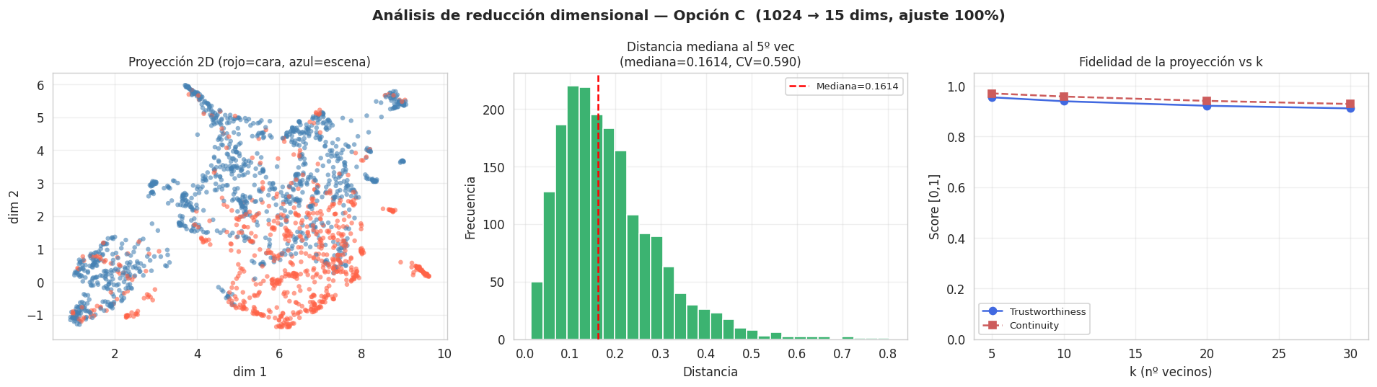 Análisis de reducción dimensional — Opción C  (1024 → 15 dims, ajuste 100%)
Proyección 2D (rojo=cara, azul=escena)
6
5
4
3
2
1
0
−1
dim 2
2
4
6
8
10
dim 1
Distancia mediana al 5º vec
(mediana=0.1614, CV=0.590)
Mediana=0.1614
200
150
100
50
0
Frecuencia
0.0
0.1
0.2
0.3
0.4
0.5
0.6
0.7
0.8
Distancia
Fidelidad de la proyección vs k
1.0
0.8
0.6
0.4
0.2
0.0
Score [0,1]
Trustworthiness
Continuity
5
10
15
20
25
30
k (nº vecinos)